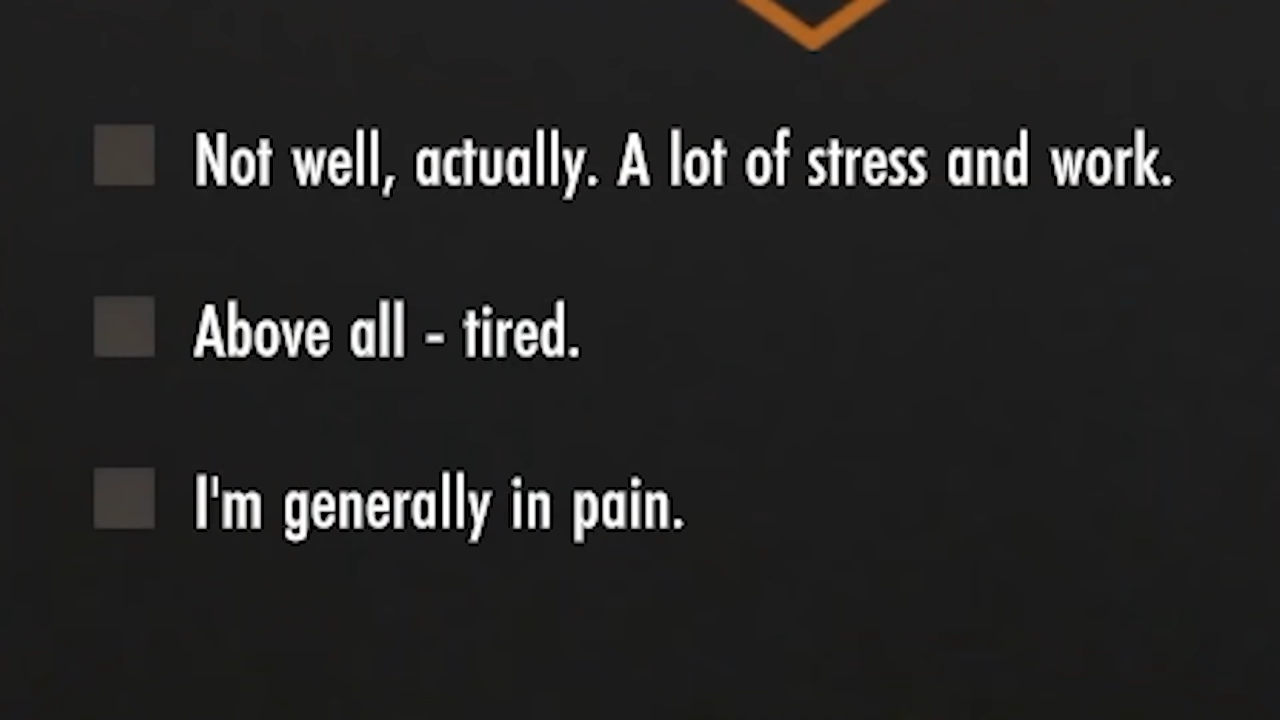 Not well, actually. A lot of stress and work.
Above all - tired.
I'm generally in pain.